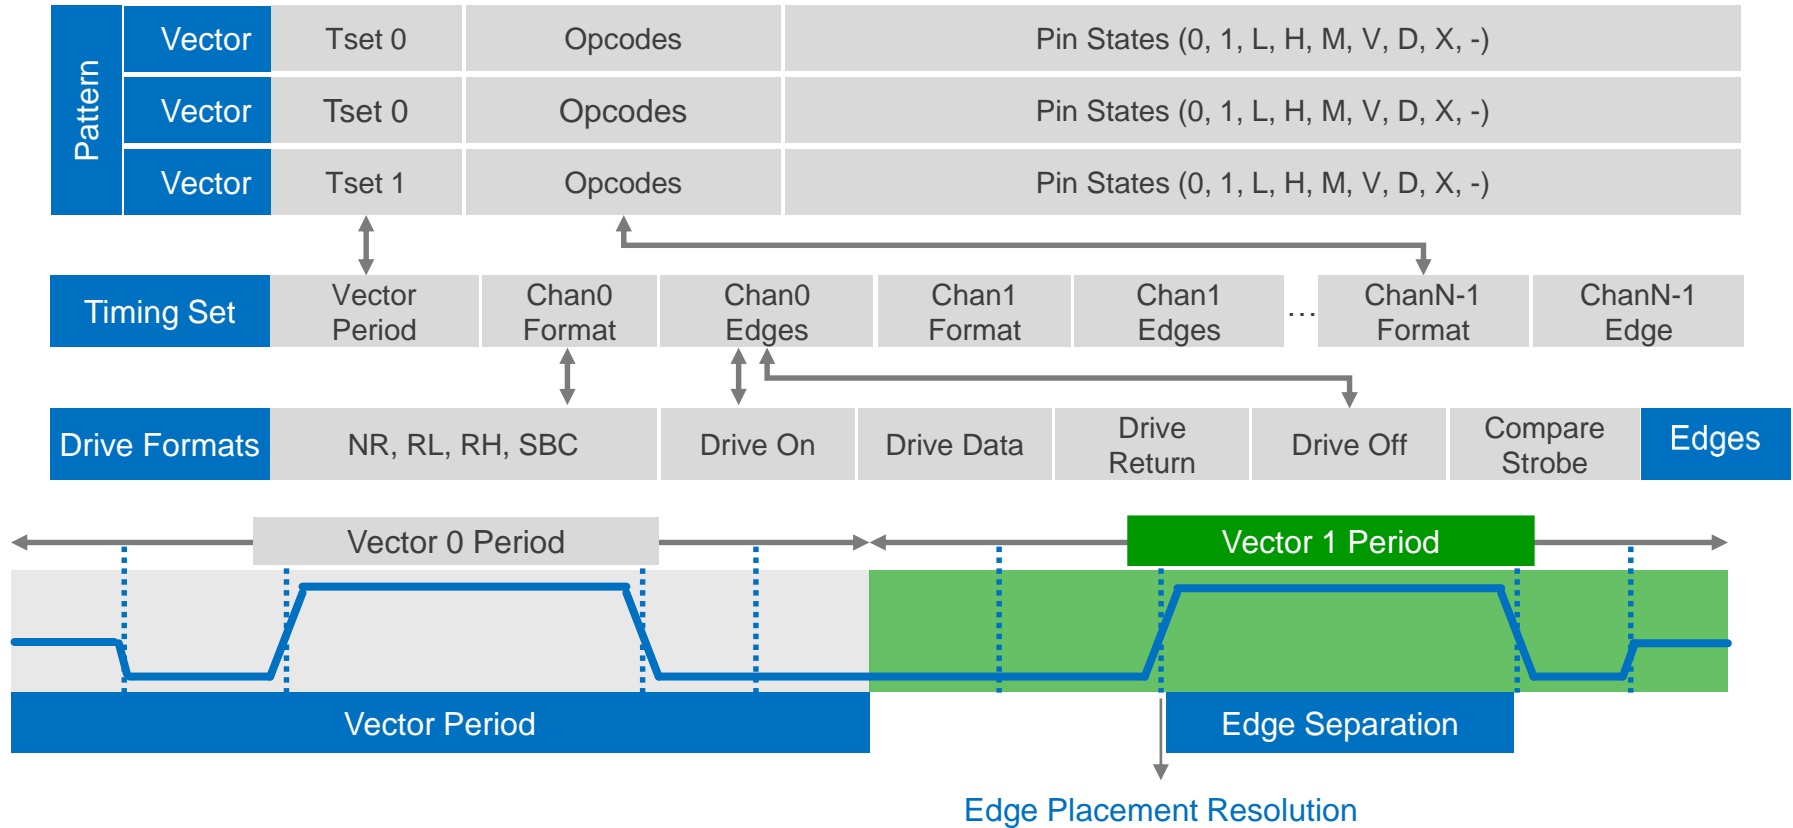 Pattern
Vector Tset 0 Opcodes Pin States (0, 1, L, H, M, V, D, X, -)
Vector Tset 0 Opcodes Pin States (0, 1, L, H, M, V, D, X, -)
Vector Tset 1 Opcodes Pin States (0, 1, L, H, M, V, D, X, -)
Timing Set
Vector
Period
Chan0
Format
Chan0
Edges
Chan1
Format
Chan1
Edges
...
ChanN-1
Format
ChanN-1
Edge
Drive Formats
NR, RL, RH, SBC
Drive On
Drive Data
Drive
Return
Drive Off
Compare
Strobe
Edges
Vector 0 Period
Vector 1 Period
Vector Period
Edge Separation
Edge Placement Resolution